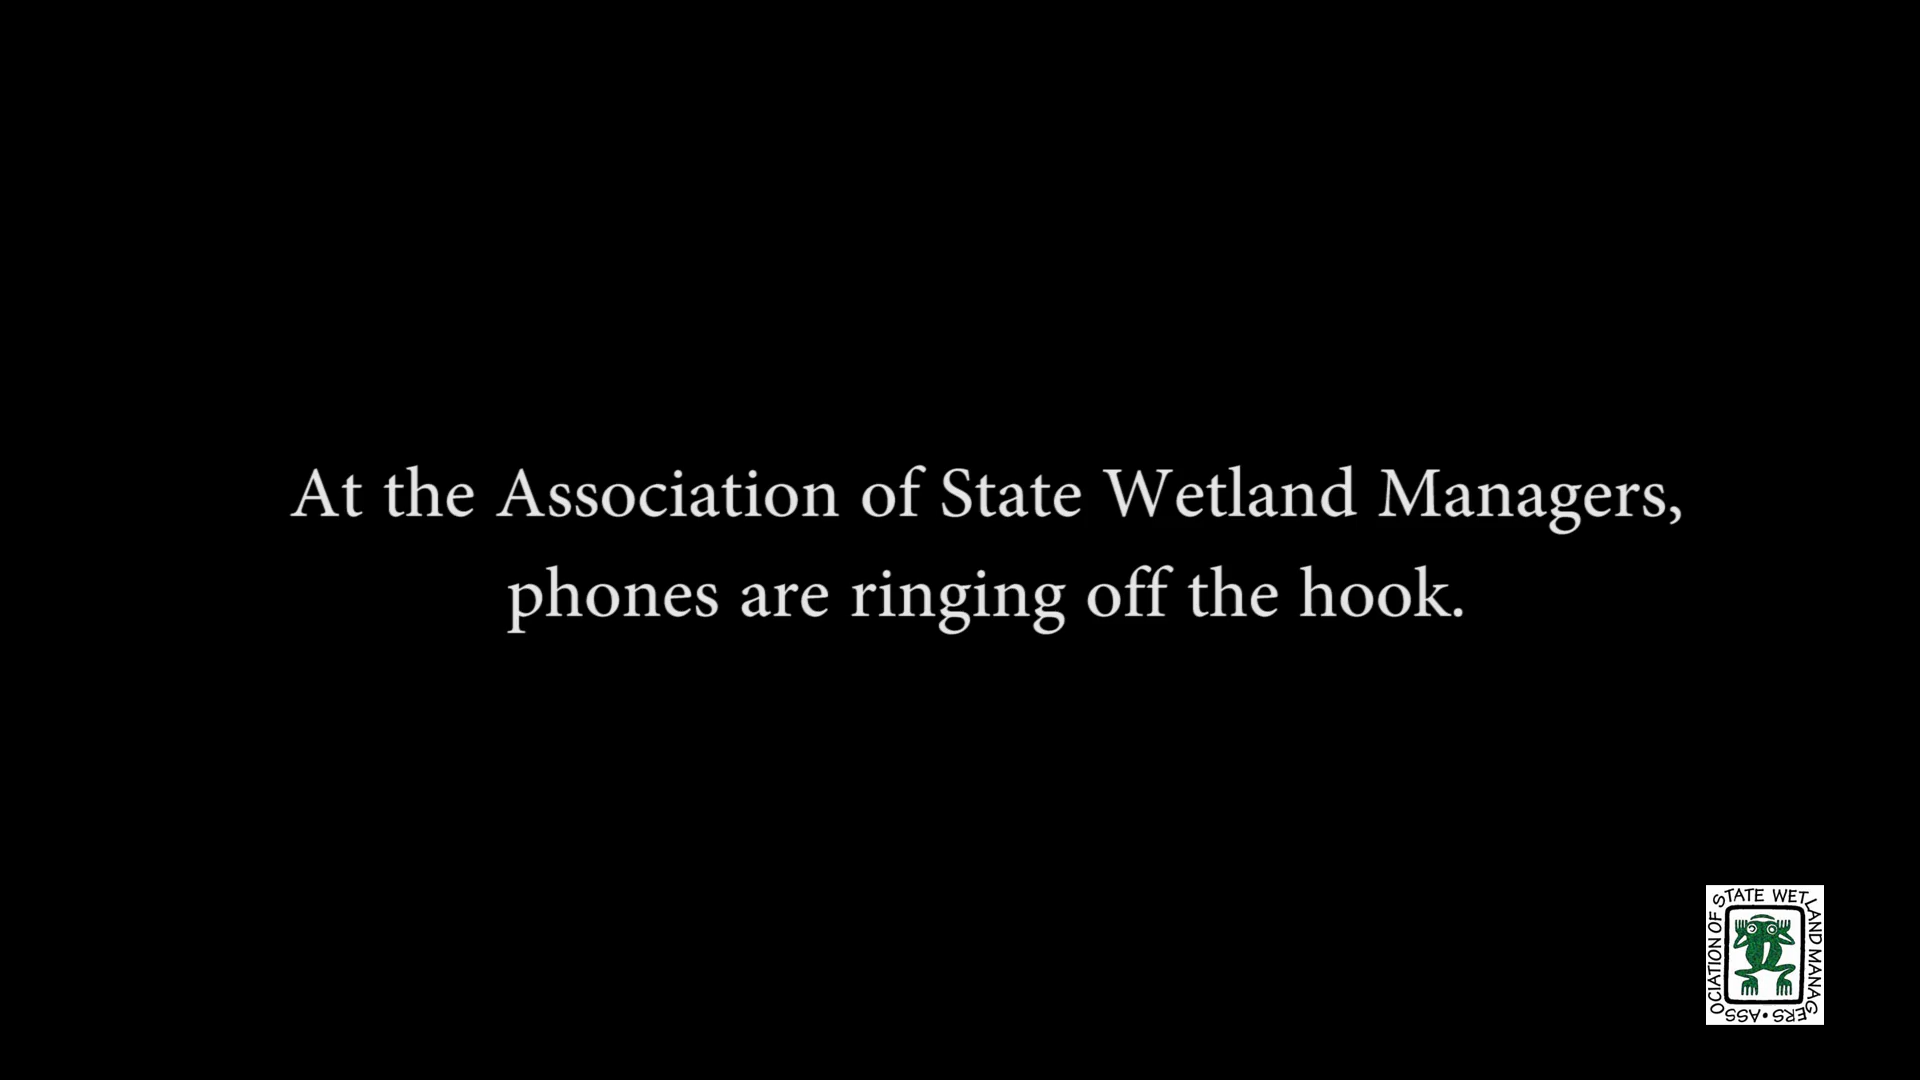 At the Association of State Wetland Managers,
phones are ringing off the hook.
ASSOCIATION OF STATE WETLAND MANAGERS •